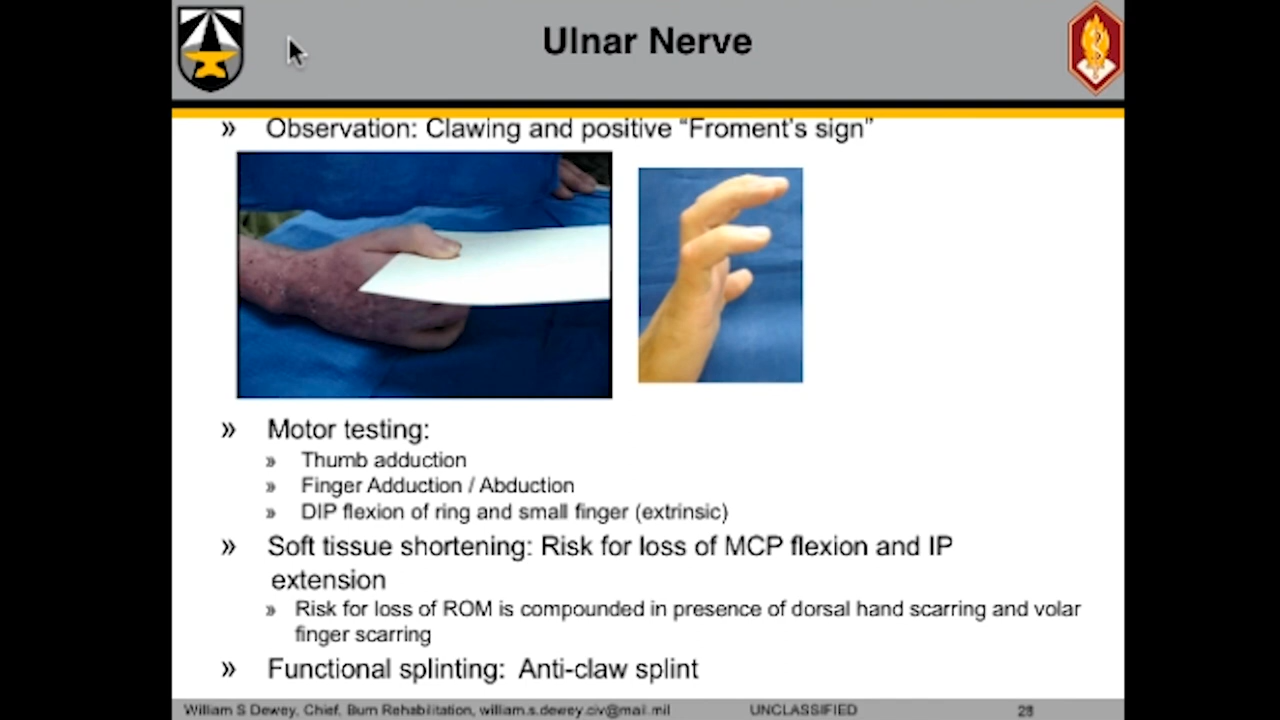 Ulnar Nerve
» Observation: Clawing and positive “Froment’s sign”
» Motor testing:
» Thumb adduction
» Finger Adduction / Abduction
» DIP flexion of ring and small finger (extrinsic)
» Soft tissue shortening: Risk for loss of MCP flexion and IP
extension
» Risk for loss of ROM is compounded in presence of dorsal hand scarring and volar
finger scarring
» Functional splinting: Anti-claw splint
William S Dewey, Chief, Burn Rehabilitation, william.s.dewey.civ@mail.mil UNCLASSIFIED 28